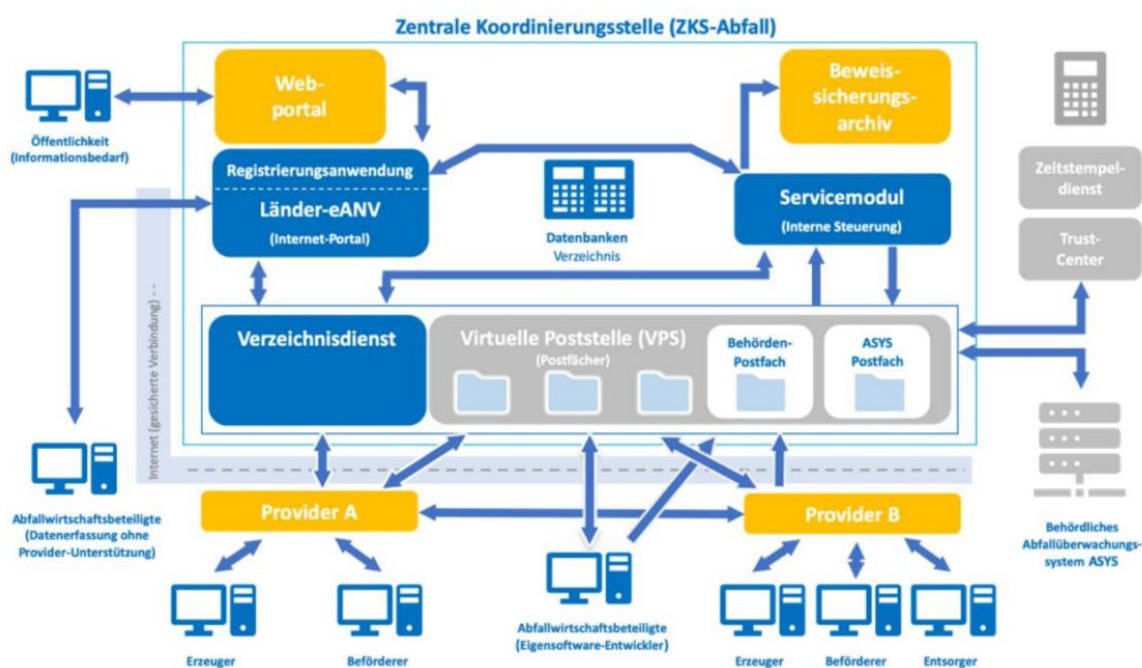 Zentrale Koordinierungsstelle (ZKS-Abfall)
Web-
portal
Beweis-
sicherungs-
archiv
Öffentlichkeit
(Informationsbedarf)
Registrierungsanwendung
Länder-eANV
(Internet-Portal)
Datenbanken
Verzeichnis
Servicemodul
(Interne Steuerung)
Zeitstempel-
dienst
Trust-
Center
Internet (gesicherte Verbindung)
Verzeichnisdienst
Virtuelle Poststelle (VPS)
(Postfächer)
Behörden-
Postfach
ASYS
Postfach
Abfallwirtschaftsbeteiligte
(Datenerfassung ohne
Provider-Unterstützung)
Provider A
Provider B
Behördliches
Abfallüberwachungs-
system ASYS
Erzeuger
Beförderer
Abfallwirtschaftsbeteiligte
(Eigensoftware-Entwickler)
Erzeuger
Beförderer
Entsorger